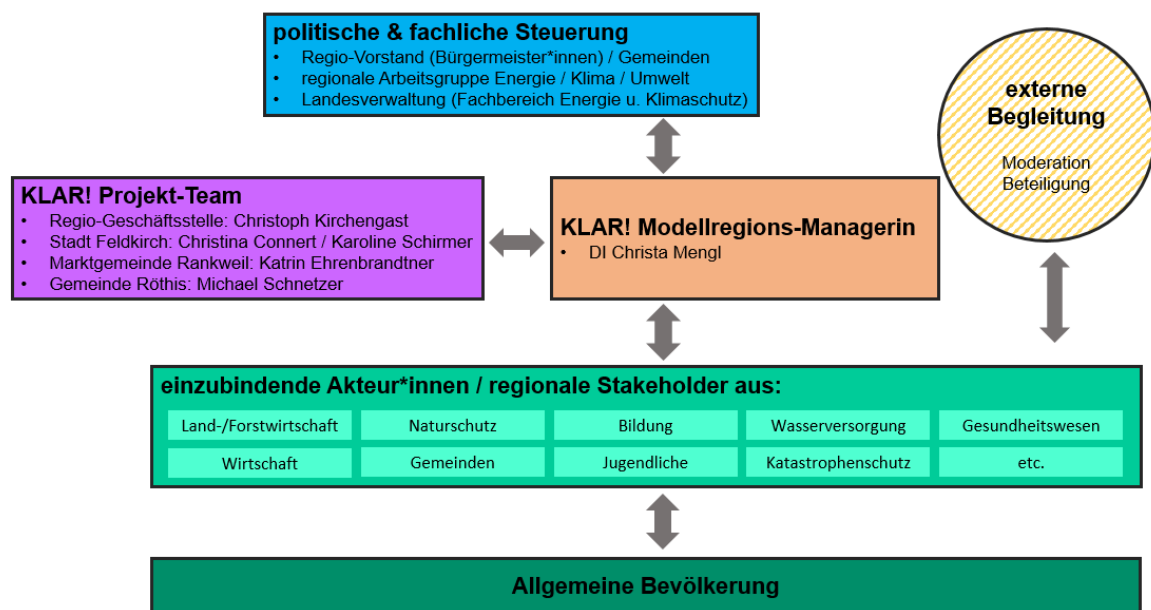 politische & fachliche Steuerung
• Regio-Vorstand (Bürgermeister*innen) / Gemeinden
• regionale Arbeitsgruppe Energie / Klima / Umwelt
• Landesverwaltung (Fachbereich Energie u. Klimaschutz)
externe
Begleitung
Moderation
Beteiligung
KLAR! Projekt-Team
• Regio-Geschäftsstelle: Christoph Kirchengast
• Stadt Feldkirch: Christina Connert / Karoline Schirmer
• Marktgemeinde Rankweil: Katrin Ehrenbrandtner
• Gemeinde Röthis: Michael Schnetzer
KLAR! Modellregions-Managerin
• DI Christa Mengl
einzubindende Akteur*innen / regionale Stakeholder aus:
Land-/Forstwirtschaft
Naturschutz
Bildung
Wasserversorgung
Gesundheitswesen
Wirtschaft
Gemeinden
Jugendliche
Katastrophenschutz
etc.
Allgemeine Bevölkerung